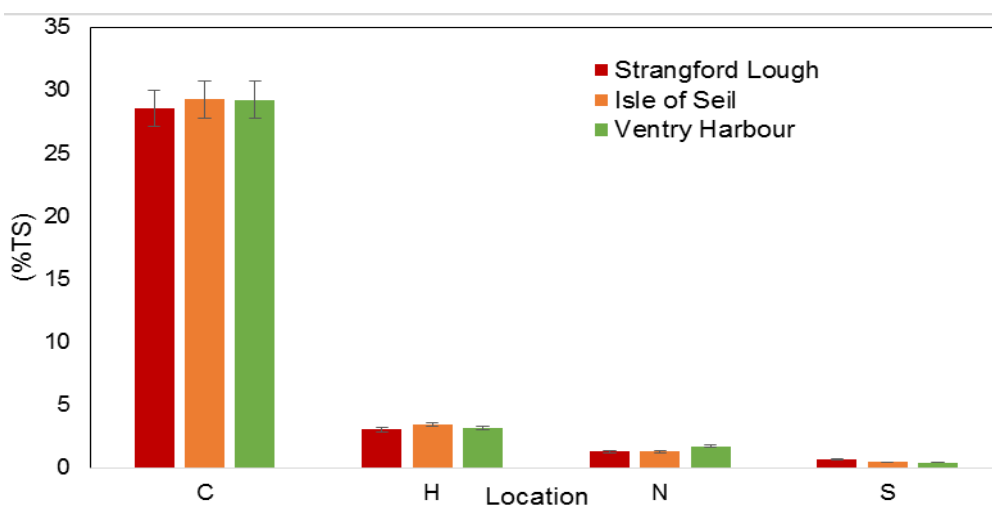 35
30
25
20
15
10
5
0
(%TS)
Strangford Lough
Isle of Seil
Ventry Harbour
C H N S
Location